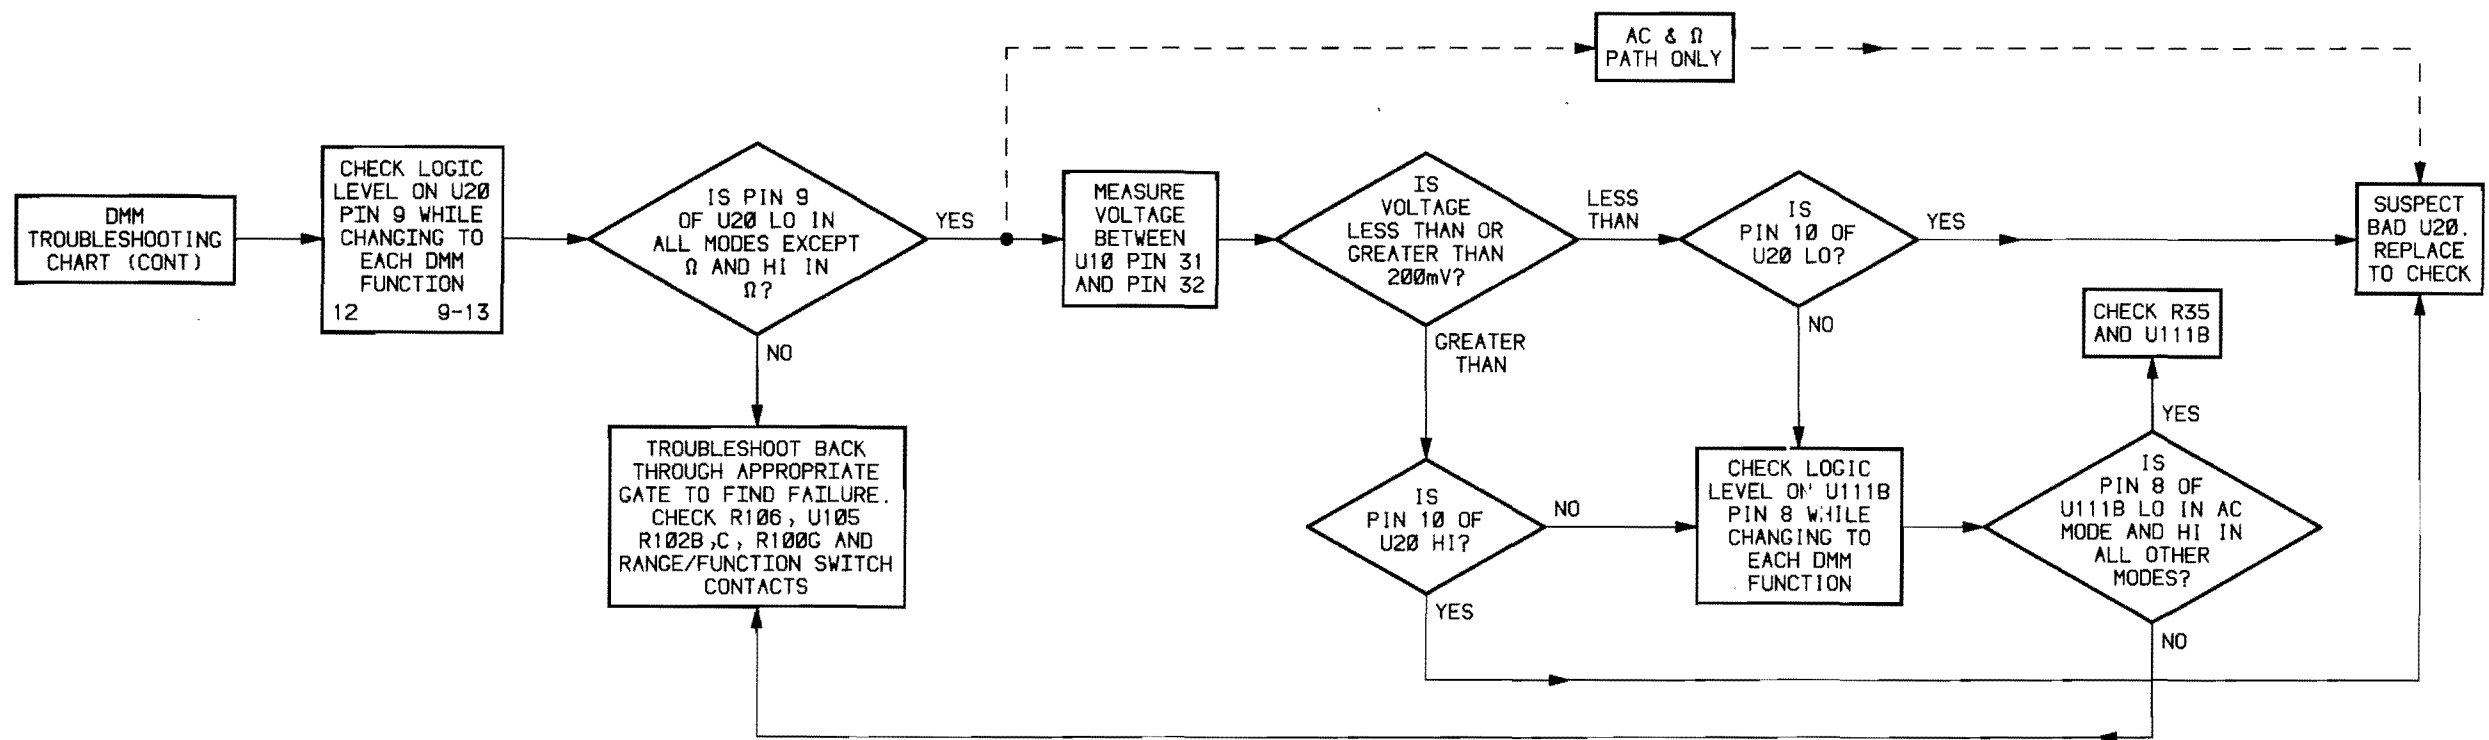 AC & Ω
PATH ONLY
DMM
TROUBLESHOOTING
CHART (CONT)
CHECK LOGIC
LEVEL ON U20
PIN 9 WHILE
CHANGING TO
EACH DMM
FUNCTION
12 9-13
IS PIN 9
OF U20 LO IN
ALL MODES EXCEPT
Ω AND HI IN
Ω?
YES
NO
MEASURE
VOLTAGE
BETWEEN
U10 PIN 31
AND PIN 32
IS
VOLTAGE
LESS THAN OR
GREATER THAN
200mV?
LESS
THAN
GREATER
THAN
IS
PIN 10 OF
U20 LO?
YES
NO
SUSPECT
BAD U20.
REPLACE
TO CHECK
CHECK R35
AND U111B
YES
TROUBLESHOOT BACK
THROUGH APPROPRIATE
GATE TO FIND FAILURE.
CHECK R106, U105
R102B,C, R100G AND
RANGE/FUNCTION SWITCH
CONTACTS
IS
PIN 10 OF
U20 HI?
NO
YES
CHECK LOGIC
LEVEL ON U111B
PIN 8 WHILE
CHANGING TO
EACH DMM
FUNCTION
IS
PIN 8 OF
U111B LO IN AC
MODE AND HI IN
ALL OTHER
MODES?
NO